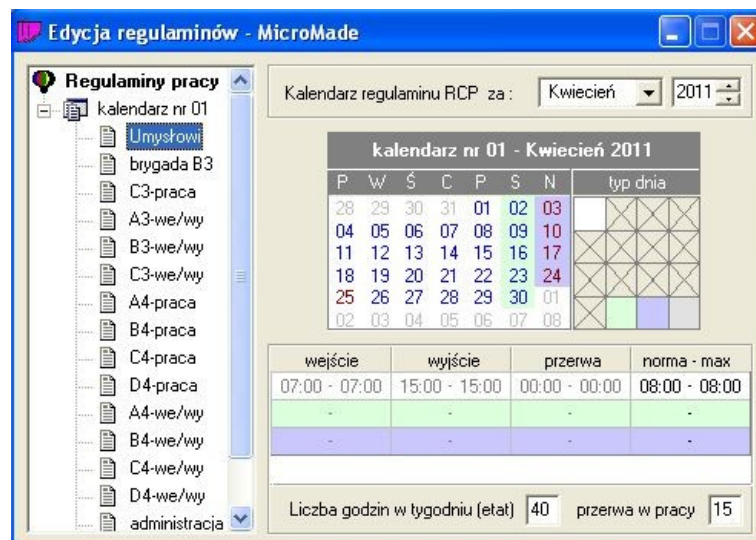 Edycja regulaminów - MicroMade
Regulaminy pracy
kalendarz nr 01
Umysłowi
brygada B3
C3-praca
A3-we/wy
B3-we/wy
C3-we/wy
A4-praca
B4-praca
C4-praca
D4-praca
A4-we/wy
B4-we/wy
C4-we/wy
D4-we/wy
administracja
Kalendarz regulaminu RCP za : Kwiecień 2011
kalendarz nr 01 - Kwiecień 2011
P W Ś C P S N typ dnia
28 29 30 31 01 02 03
04 05 06 07 08 09 10
11 12 13 14 15 16 17
18 19 20 21 22 23 24
25 26 27 28 29 30 01
02 03 04 05 06 07 08
wejście wyjście przerwa norma - max
07:00 - 07:00 15:00 - 15:00 00:00 - 00:00 08:00 - 08:00
- - - -
- - - -
Liczba godzin w tygodniu (etat) 40 przerwa w pracy 15